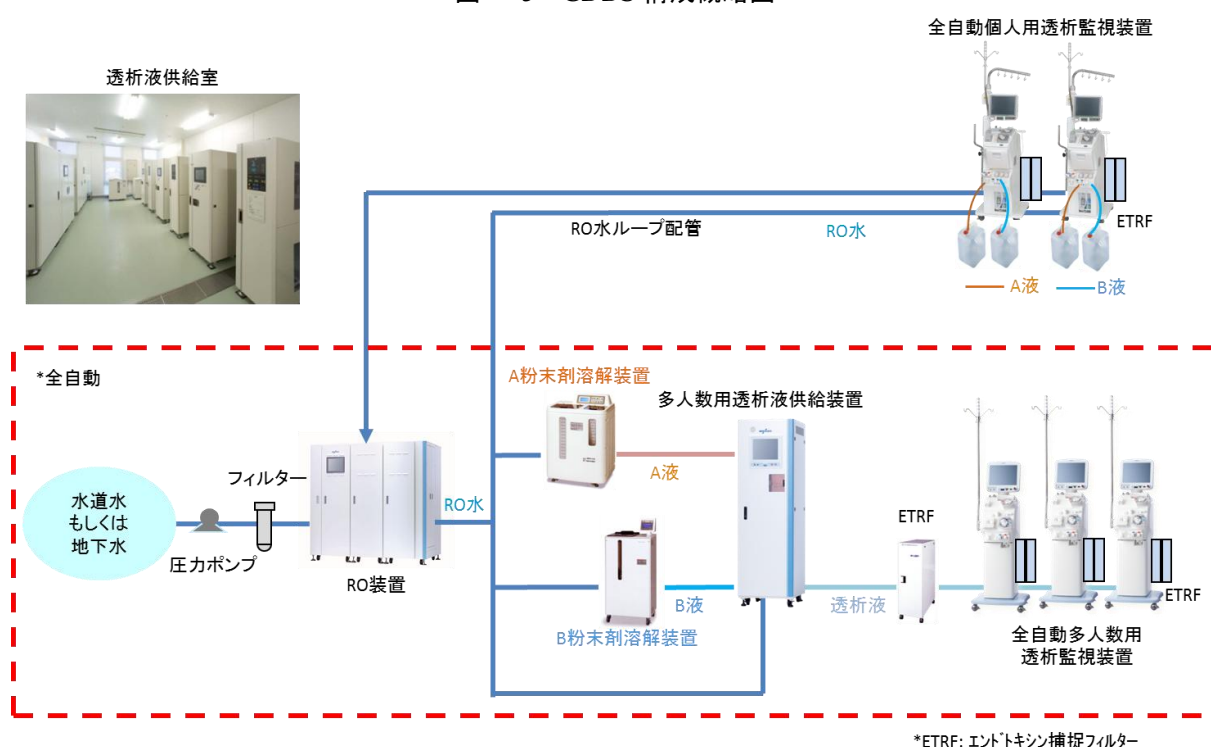 全自動個人用透析監視装置
透析液供給室
RO水ループ配管
RO水
ETRF
A液
B液
*全自動
A粉末剤溶解装置
多人数用透析液供給装置
フィルター
水道水
もしくは
地下水
圧力ポンプ
RO装置
RO水
A液
B液
B粉末剤溶解装置
ETRF
透析液
ETRF
全自動多人数用
透析監視装置
*ETRF: エンドトキシン捕捉フィルター